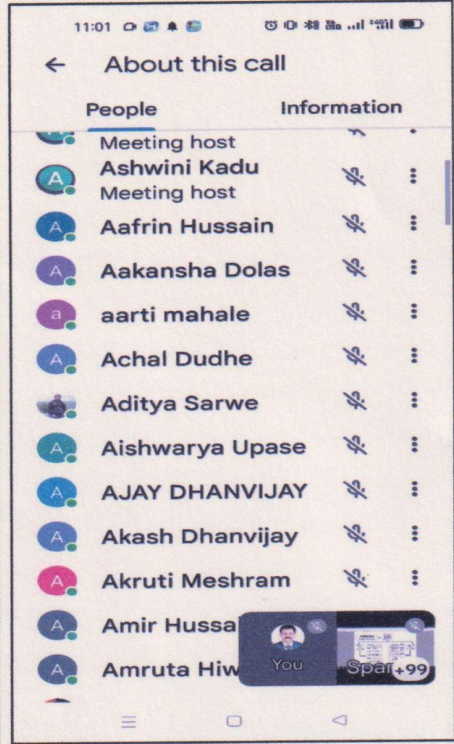 11:01
About this call
People Information
Meeting host
Ashwini Kadu
Meeting host
Aafrin Hussain
Aakansha Dolas
aarti mahale
Achal Dudhe
Aditya Sarwe
Aishwarya Upase
AJAY DHANVIJAY
Akash Dhanvijay
Akruti Meshram
Amir Hussa
Amruta Hiw
You
Spar
+99